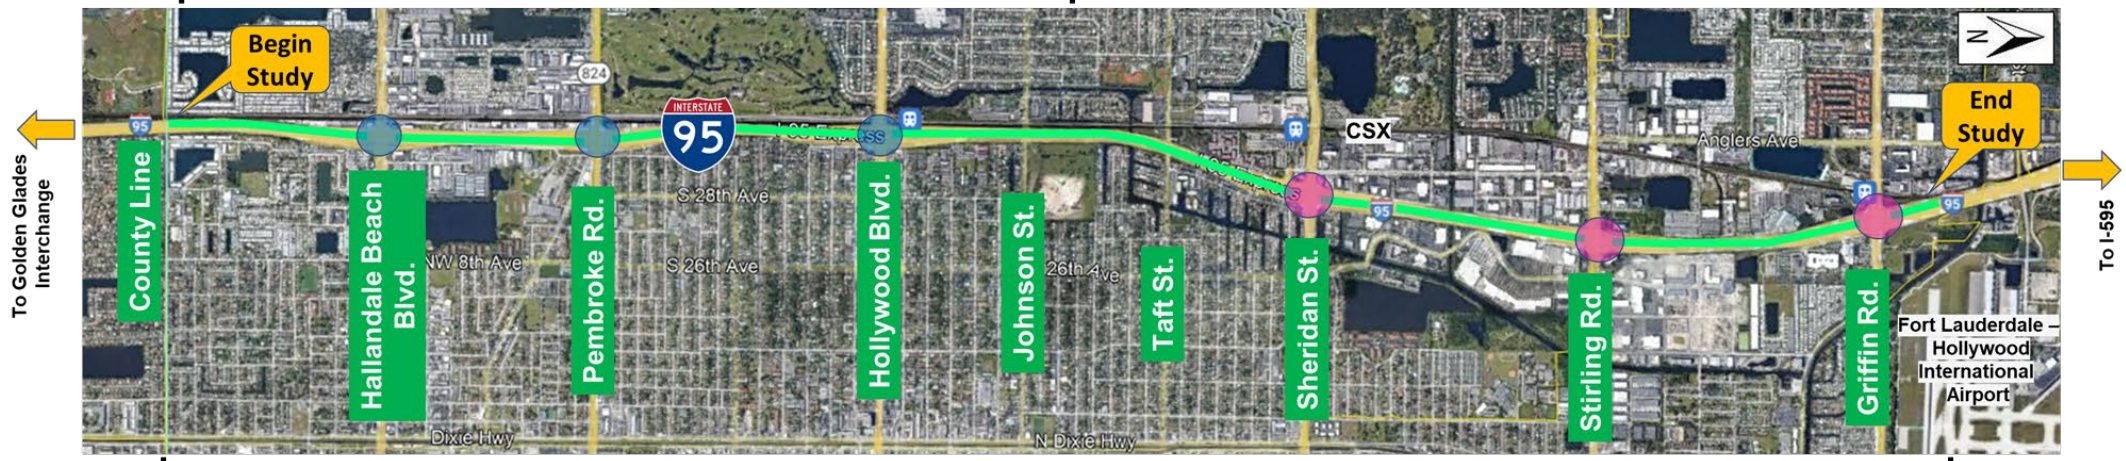 Begin
Study
To Golden Glades
Interchange
95
County Line
Hallandale Beach
Blvd.
824
Pembroke Rd.
INTERSTATE
95
S 28th Ave
NW 8th Ave
S 26th Ave
Hollywood Blvd.
Johnson St.
26th Ave
Taft St.
CSX
Sheridan St.
95
Stirling Rd.
Anglers Ave
Griffin Rd.
N
End
Study
95
To I-595
Fort Lauderdale –
Hollywood
International
Airport
Dixie Hwy
N Dixie Hwy